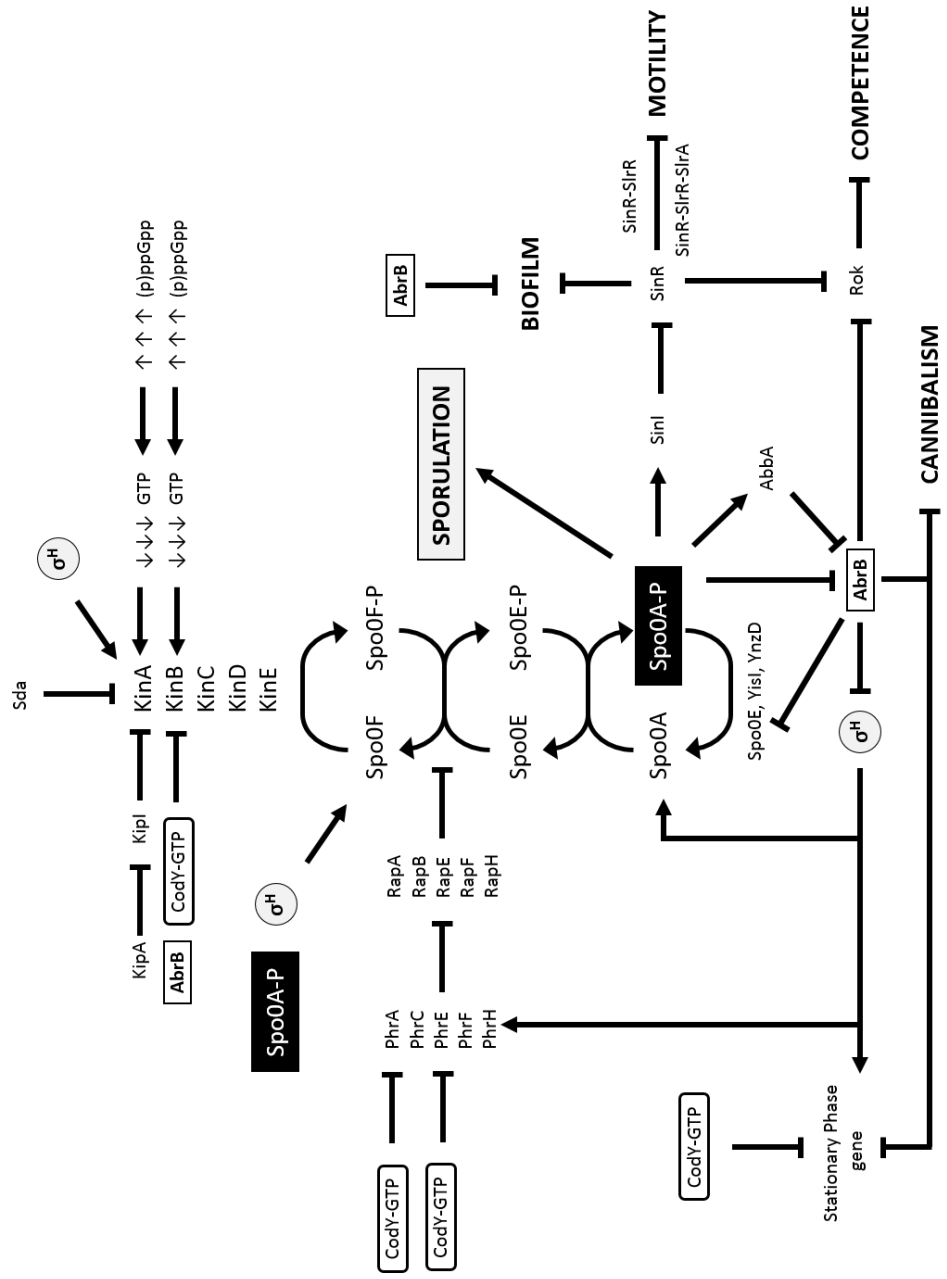 Sda
σH
KipA
KipI
KinA
↓↓↓ GTP
↑ ↑ ↑ (p)ppGpp
AbrB
CodY-GTP
KinB
↓↓↓ GTP
↑ ↑ ↑ (p)ppGpp
KinC
KinD
KinE
Spo0A-P
σH
Spo0F
Spo0F-P
CodY-GTP
CodY-GTP
PhrA
PhrC
PhrE
PhrF
PhrH
RapA
RapB
RapE
RapF
RapH
SPORULATION
AbrB
BIOFILM
Spo0E
Spo0E-P
Spo0A
Spo0A-P
SinI
SinR
SinR-SlrR
SinR-SlrR-SlrA
MOTILITY
CodY-GTP
Spo0E, YisI, YnzD
AbbA
Stationary Phase
gene
σH
AbrB
Rok
COMPETENCE
CANNIBALISM